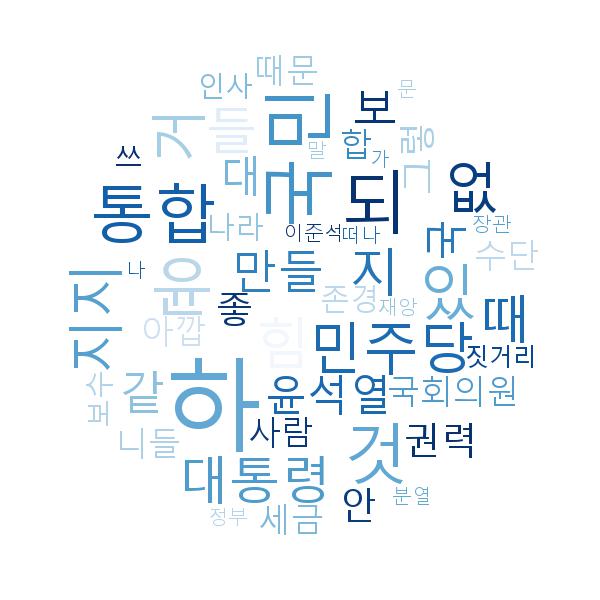 때문
인사
문
거
들
민
보
말
합
그렇
쓰
가
대
국
되
없
통합
나라
이준석
떠나
놈
장관
수단
나
만들
지
있
지지
좋
존경
재앙
때
아깝
힘
민주당
짓거리
보수
같
하
윤석열
국회의원
니들
사람
것
권력
대통령
안
분열
정부
세금